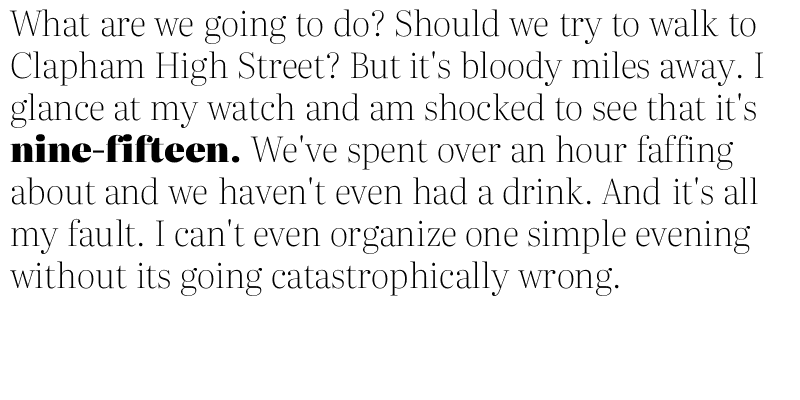 What are we going to do? Should we try to walk to
Clapham High Street? But it's bloody miles away. I
glance at my watch and am shocked to see that it's
nine-fifteen. We've spent over an hour faffing
about and we haven't even had a drink. And it's all
my fault. I can't even organize one simple evening
without its going catastrophically wrong.